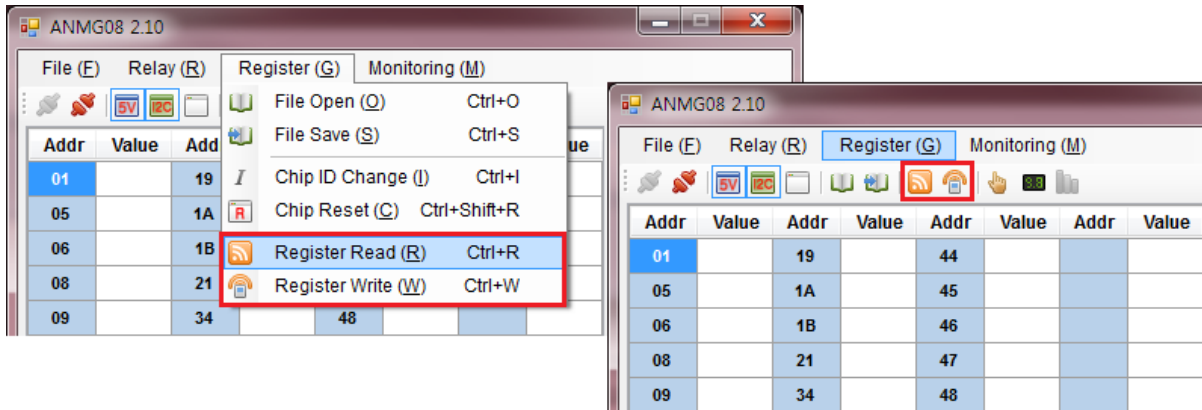 ANMG08 2.10
File (F) Relay (R) Register (G) Monitoring (M)
5V I2C
File Open (O) Ctrl+O
File Save (S) Ctrl+S
I Chip ID Change (I) Ctrl+I
R Chip Reset (C) Ctrl+Shift+R
Register Read (R) Ctrl+R
Register Write (W) Ctrl+W
Addr Value Add ue
01 19
05 1A
06 1B
08 21
09 34 48
ANMG08 2.10
File (F) Relay (R) Register (G) Monitoring (M)
5V I2C 9.8
Addr Value Addr Value Addr Value Addr Value
01 19 44
05 1A 45
06 1B 46
08 21 47
09 34 48